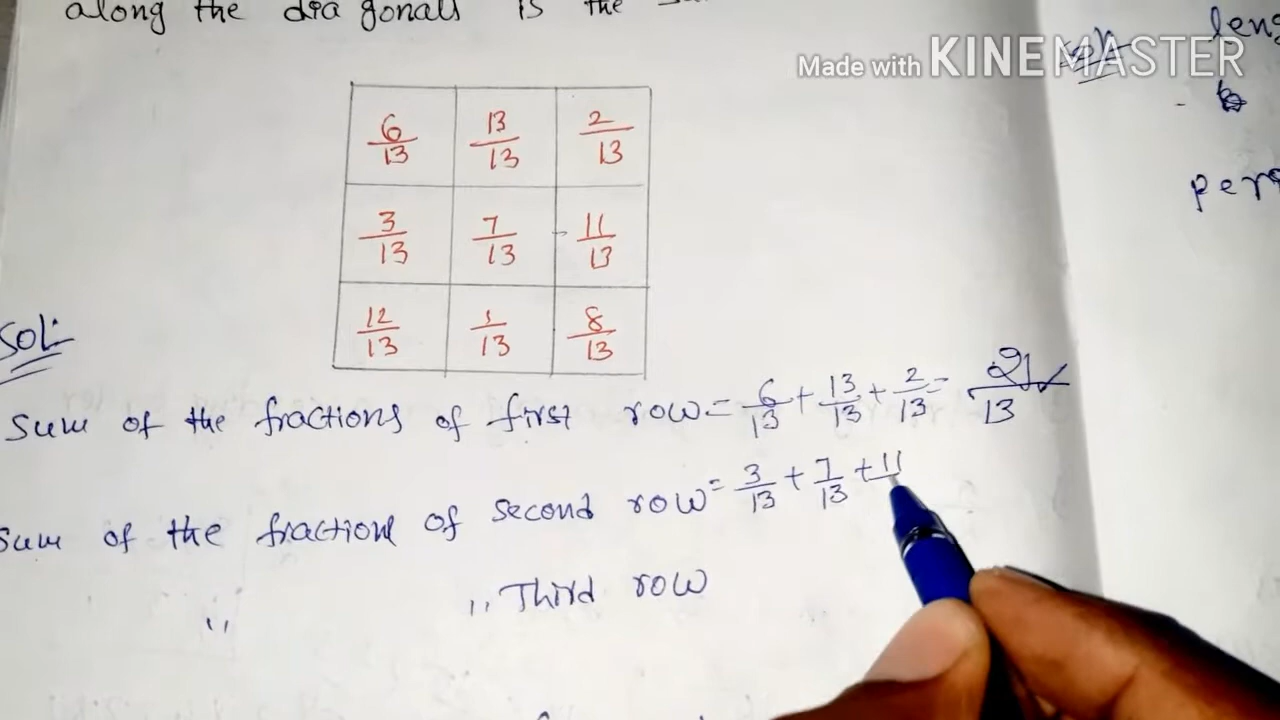 along the diagonals is the
Made with KINEMASTER
leng
6/13 13/13 2/13
3/13 7/13 11/13
12/13 1/13 8/13
Sol:
Sum of the fractions of first row = 6/13 + 13/13 + 2/13 = 21/13
Sum of the fraction of second row = 3/13 + 7/13 + 11
,, ,, Third row